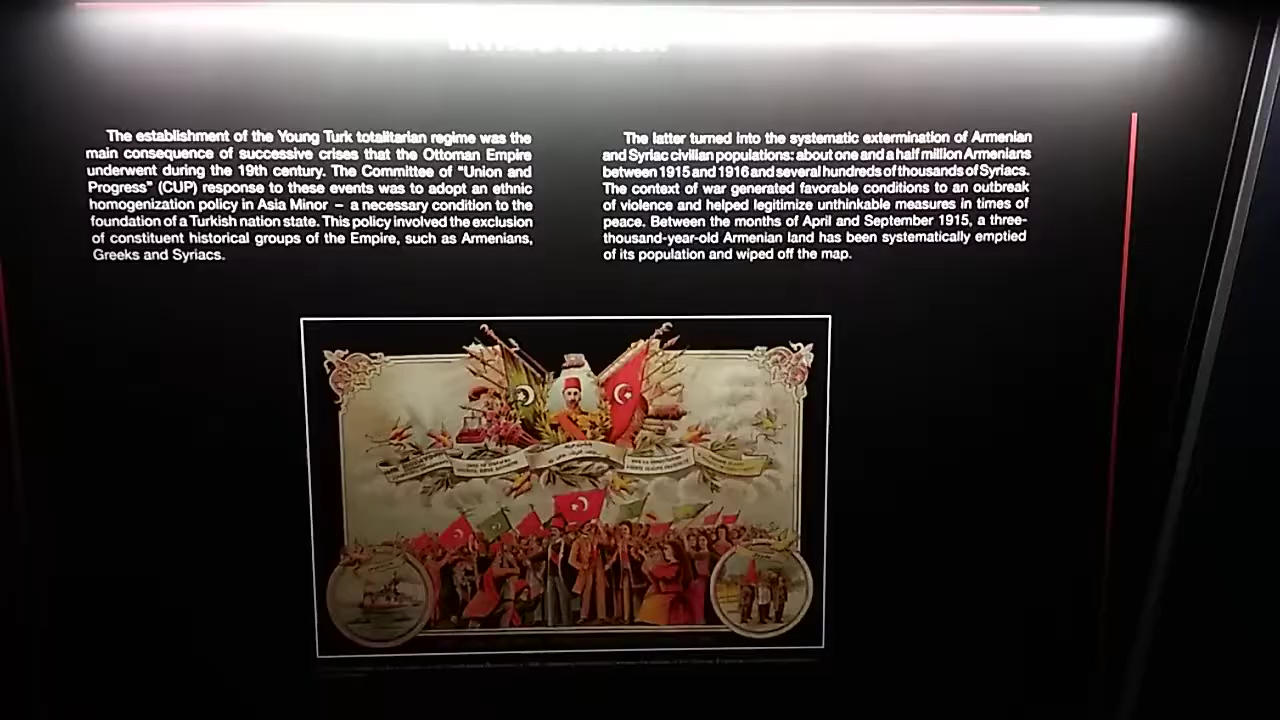 The establishment of the Young Turk totalitarian regime was the
main consequence of successive crises that the Ottoman Empire
underwent during the 19th century. The Committee of "Union and
Progress" (CUP) response to these events was to adopt an ethnic
homogenization policy in Asia Minor – a necessary condition to the
foundation of a Turkish nation state. This policy involved the exclusion
of constituent historical groups of the Empire, such as Armenians,
Greeks and Syriacs.
The latter turned into the systematic extermination of Armenian
and Syriac civilian populations: about one and a half million Armenians
between 1915 and 1916 and several hundreds of thousands of Syriacs.
The context of war generated favorable conditions to an outbreak
of violence and helped legitimize unthinkable measures in times of
peace. Between the months of April and September 1915, a three-
thousand-year-old Armenian land has been systematically emptied
of its population and wiped off the map.